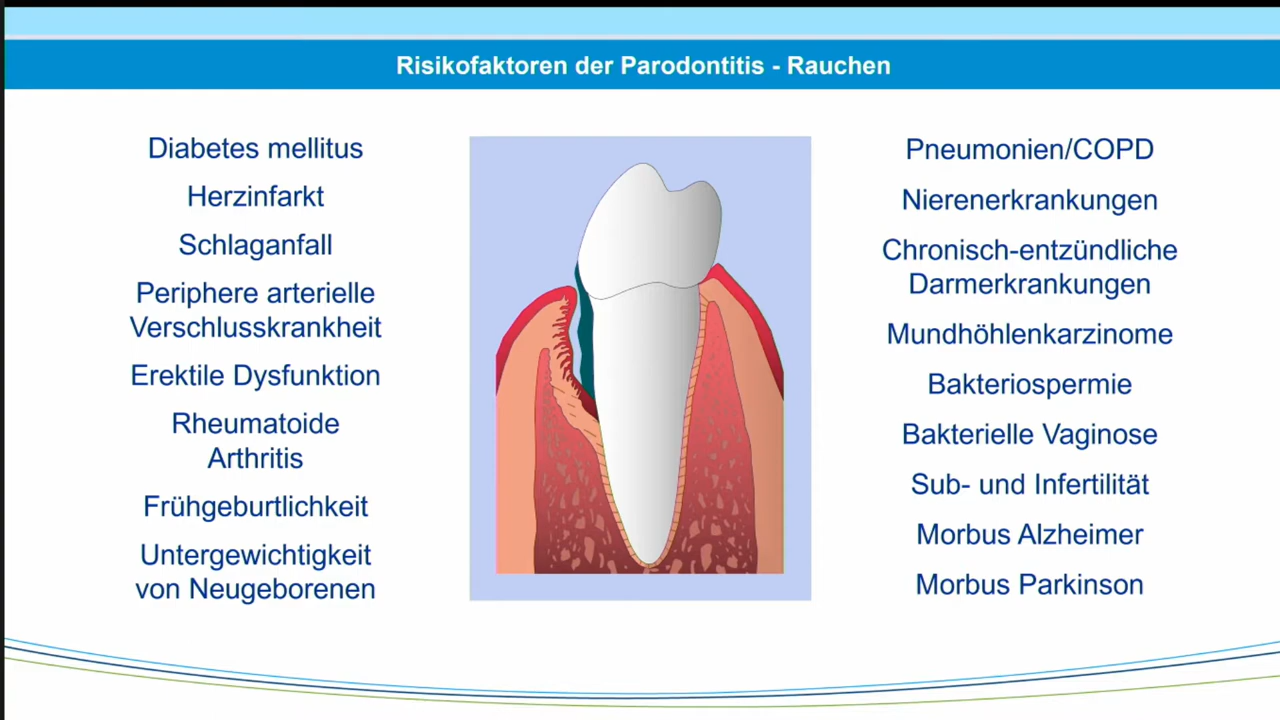 Risikofaktoren der Parodontitis - Rauchen
Diabetes mellitus
Herzinfarkt
Schlaganfall
Periphere arterielle
Verschlusskrankheit
Erektile Dysfunktion
Rheumatoide
Arthritis
Frühgeburtlichkeit
Untergewichtigkeit
von Neugeborenen
Pneumonien/COPD
Nierenerkrankungen
Chronisch-entzündliche
Darmerkrankungen
Mundhöhlenkarzinome
Bakteriospermie
Bakterielle Vaginose
Sub- und Infertilität
Morbus Alzheimer
Morbus Parkinson